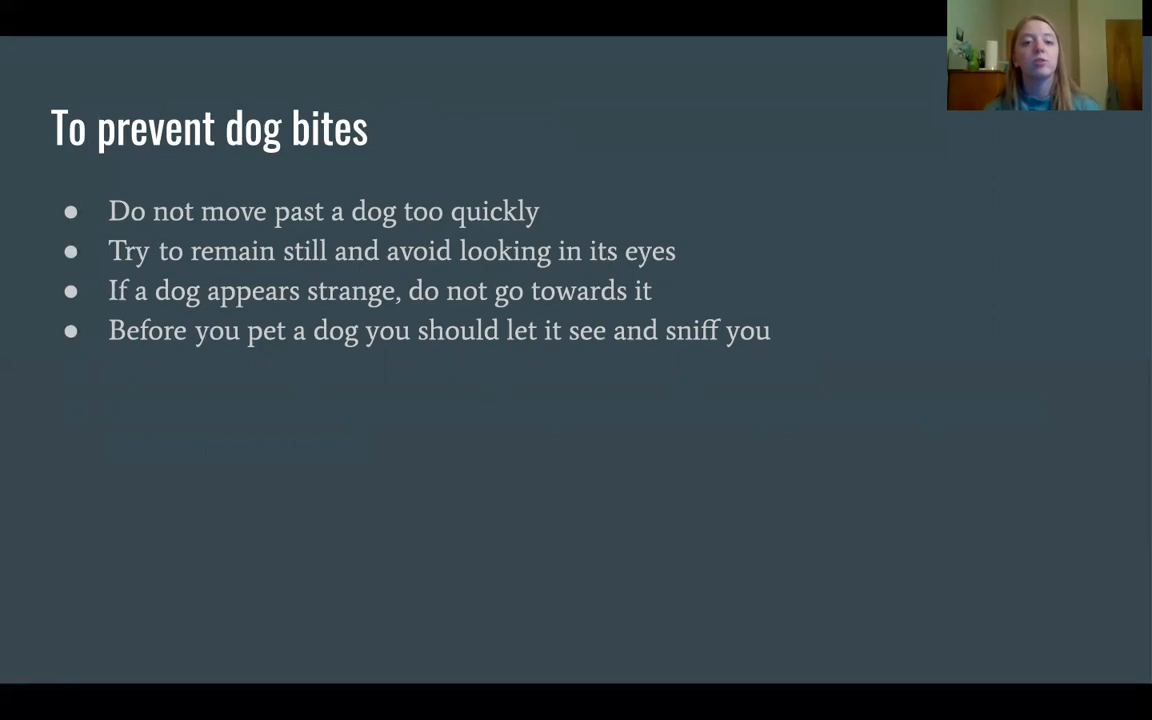 To prevent dog bites
● Do not move past a dog too quickly
● Try to remain still and avoid looking in its eyes
● If a dog appears strange, do not go towards it
● Before you pet a dog you should let it see and sniff you